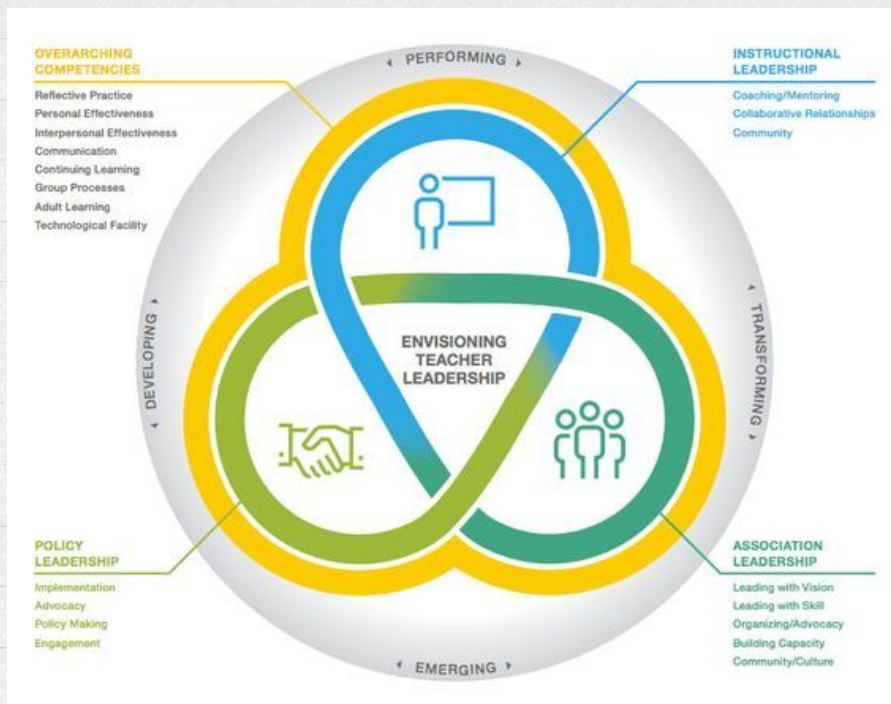 OVERARCHING
COMPETENCIES
Reflective Practice
Personal Effectiveness
Interpersonal Effectiveness
Communication
Continuing Learning
Group Processes
Adult Learning
Technological Facility
PERFORMING
INSTRUCTIONAL
LEADERSHIP
Coaching/Mentoring
Collaborative Relationships
Community
DEVELOPING
ENVISIONING
TEACHER
LEADERSHIP
TRANSFORMING
POLICY
LEADERSHIP
Implementation
Advocacy
Policy Making
Engagement
EMERGING
ASSOCIATION
LEADERSHIP
Leading with Vision
Leading with Skill
Organizing/Advocacy
Building Capacity
Community/Culture